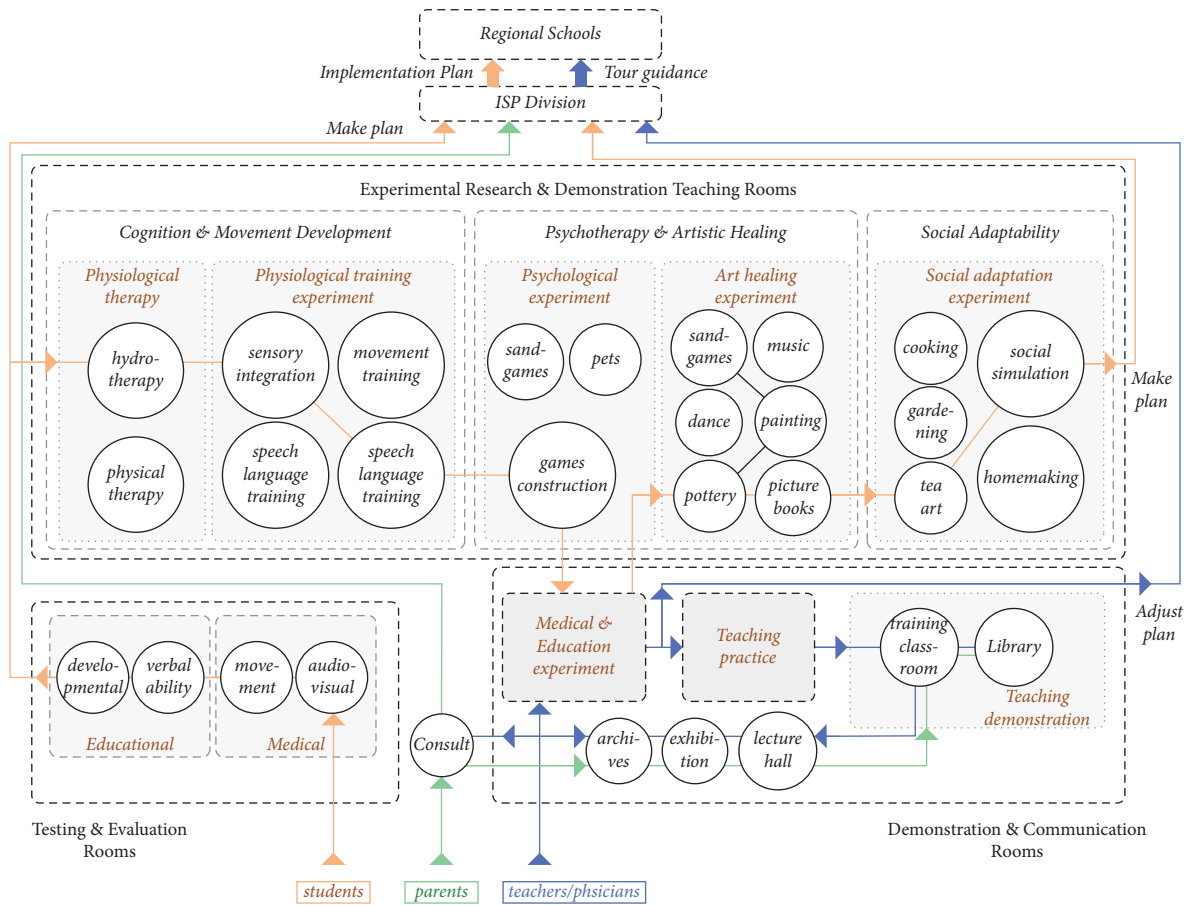 Regional Schools
Implementation Plan
Tour guidance
ISP Division
Make plan
Experimental Research & Demonstration Teaching Rooms
Cognition & Movement Development
Psychotherapy & Artistic Healing
Social Adaptability
Physiological
therapy
Physiological training
experiment
Psychological
experiment
Art healing
experiment
Social adaptation
experiment
hydro-
therapy
sensory
integration
movement
training
sand-
games
pets
sand-
games
music
cooking
social
simulation
Make
plan
dance
painting
garde-
ning
physical
therapy
speech
language
training
speech
language
training
games
construction
pottery
picture
books
tea
art
homemaking
Medical &
Education
experiment
Teaching
practice
training
class-
room
Library
Teaching
demonstration
Adjust
plan
develo-
pmental
verbal
ability
move-
ment
audio-
visual
Educational
Medical
Consult
archi-
ves
exhibi-
tion
lecture
hall
Testing & Evaluation
Rooms
Demonstration & Communication
Rooms
students
parents
teachers/phsicians